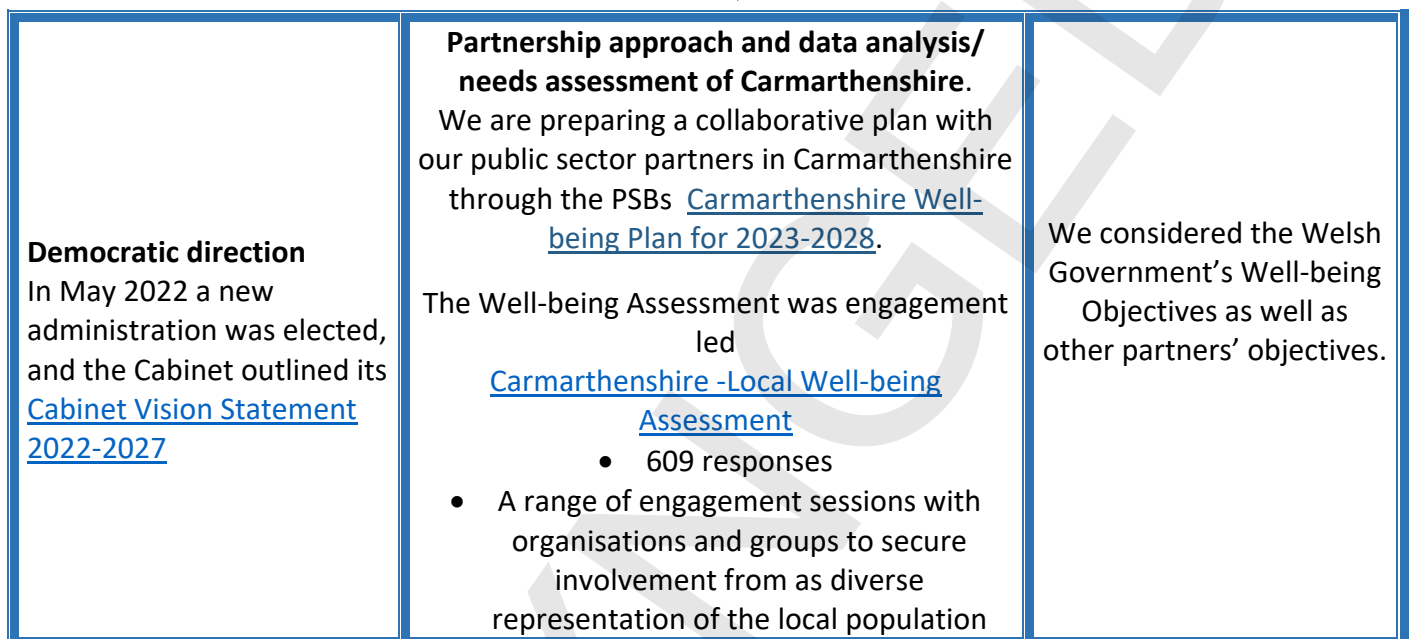 Democratic direction
In May 2022 a new
administration was elected,
and the Cabinet outlined its
Cabinet Vision Statement
2022-2027
Partnership approach and data analysis/
needs assessment of Carmarthenshire.
We are preparing a collaborative plan with
our public sector partners in Carmarthenshire
through the PSBs Carmarthenshire Well-
being Plan for 2023-2028.
The Well-being Assessment was engagement
led
Carmarthenshire -Local Well-being
Assessment
• 609 responses
• A range of engagement sessions with
organisations and groups to secure
involvement from as diverse
representation of the local population
We considered the Welsh
Government’s Well-being
Objectives as well as
other partners’ objectives.